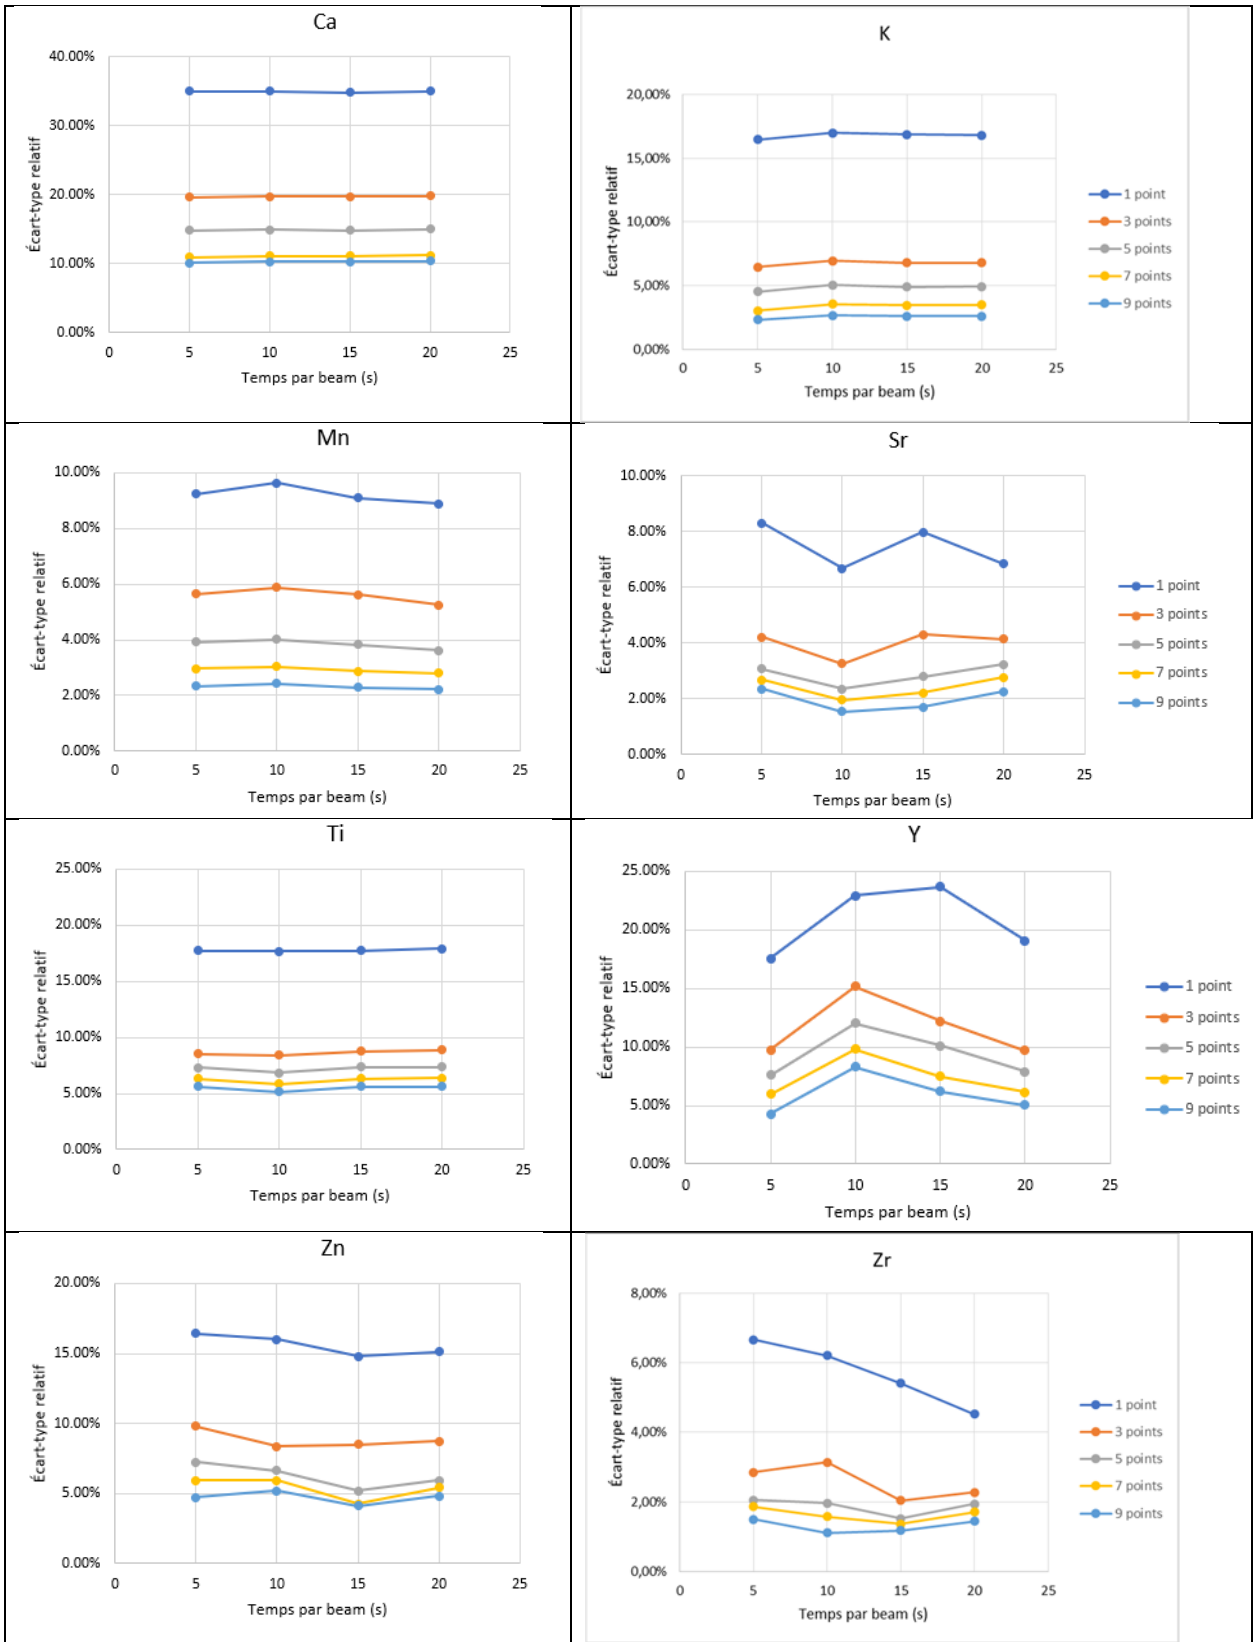 Ca
40.00%
30.00%
20.00%
10.00%
0.00%
0 5 10 15 20 25
Écart-type relatif
Temps par beam (s)
K
20,00%
15,00%
10,00%
5,00%
0,00%
0 5 10 15 20 25
Écart-type relatif
Temps par beam (s)
1 point
3 points
5 points
7 points
9 points
Mn
10.00%
8.00%
6.00%
4.00%
2.00%
0.00%
0 5 10 15 20 25
Écart-type relatif
Temps par beam (s)
Sr
10.00%
8.00%
6.00%
4.00%
2.00%
0.00%
0 5 10 15 20 25
Écart-type relatif
Temps par beam (s)
1 point
3 points
5 points
7 points
9 points
Ti
25.00%
20.00%
15.00%
10.00%
5.00%
0.00%
0 5 10 15 20 25
Écart-type relatif
Temps par beam (s)
Y
25.00%
20.00%
15.00%
10.00%
5.00%
0.00%
0 5 10 15 20 25
Écart-type relatif
Temps par beam (s)
1 point
3 points
5 points
7 points
9 points
Zn
20.00%
15.00%
10.00%
5.00%
0.00%
0 5 10 15 20 25
Écart-type relatif
Temps par beam (s)
Zr
8,00%
6,00%
4,00%
2,00%
0,00%
0 5 10 15 20 25
Écart-type relatif
Temps par beam (s)
1 point
3 points
5 points
7 points
9 points